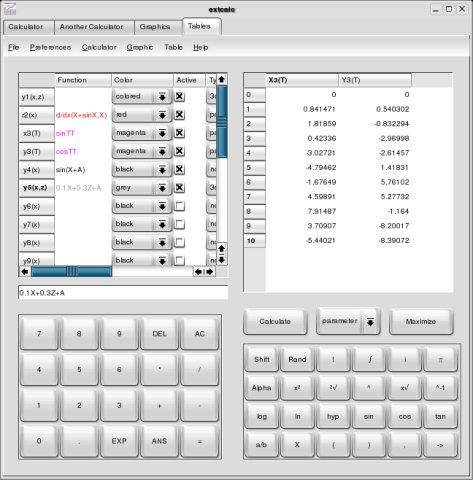 extcalc
Calculator Another Calculator Graphics Tables
File Preferences Calculator Graphic Table Help
Function Color Active Ty
y1(x,z) colored 3d
r2(x) d/dx(X+sinX,X) red po
x3(T) sinTT magenta pa
y3(T) cosTT magenta pa
y4(x) sin(X+A) black no
y5(x,z) 0.1X+0.3Z+A grey 3d
y6(x) black no
y7(x) black no
y8(x) black no
y9(x) black no
0.1X+0.3Z+A
X3(T) Y3(T)
0 0 0
1 0.841471 0.540302
2 1.81859 -0.832294
3 0.42336 -2.96998
4 -3.02721 -2.61457
5 -4.79462 1.41831
6 -1.67649 5.76102
7 4.59891 5.27732
8 7.91487 -1.164
9 3.70907 -8.20017
10 -5.44021 -8.39072
Calculate parameter Maximize
7 8 9 DEL AC
4 5 6 * /
1 2 3 + -
0 . EXP ANS =
Shift Rand ! ∫ i π
Alpha x² ²√ ^ x√ ^-1
log ln hyp sin cos tan
a/b X ( ) , ->